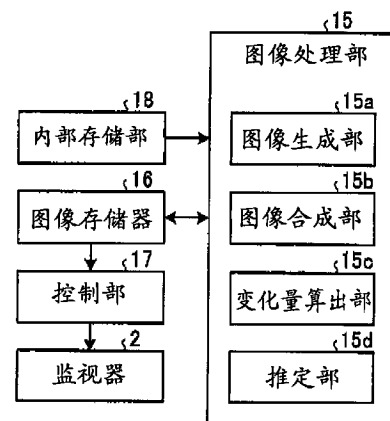 15
图像处理部
18
内部存储部
16
图像存储器
17
控制部
2
监视器
15a
图像生成部
15b
图像合成部
15c
变化量算出部
15d
推定部